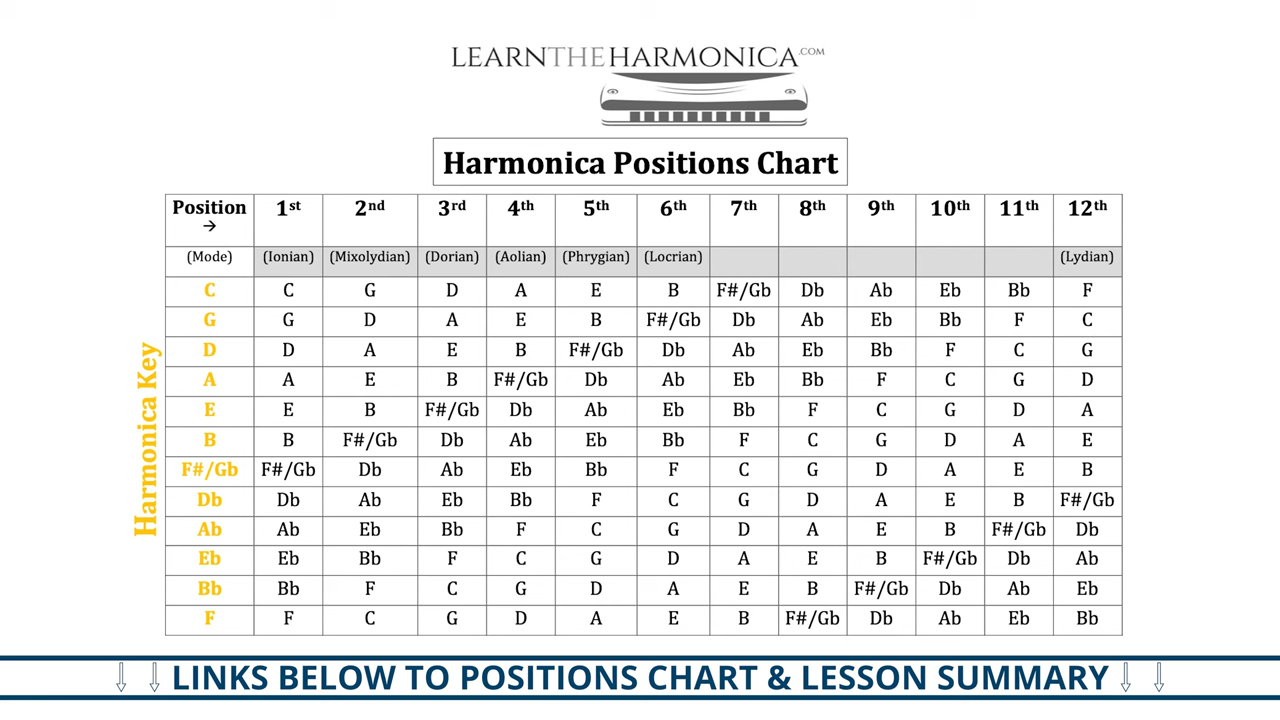 LEARNTHEHARMONICA.COM
Harmonica Positions Chart
Position → 1st 2nd 3rd 4th 5th 6th 7th 8th 9th 10th 11th 12th
(Mode) (Ionian) (Mixolydian) (Dorian) (Aolian) (Phrygian) (Locrian) (Lydian)
Harmonica Key
C C G D A E B F#/Gb Db Ab Eb Bb F
G G D A E B F#/Gb Db Ab Eb Bb F C
D D A E B F#/Gb Db Ab Eb Bb F C G
A A E B F#/Gb Db Ab Eb Bb F C G D
E E B F#/Gb Db Ab Eb Bb F C G D A
B B F#/Gb Db Ab Eb Bb F C G D A E
F#/Gb F#/Gb Db Ab Eb Bb F C G D A E B
Db Db Ab Eb Bb F C G D A E B F#/Gb
Ab Ab Eb Bb F C G D A E B F#/Gb Db
Eb Eb Bb F C G D A E B F#/Gb Db Ab
Bb Bb F C G D A E B F#/Gb Db Ab Eb
F F C G D A E B F#/Gb Db Ab Eb Bb
LINKS BELOW TO POSITIONS CHART & LESSON SUMMARY